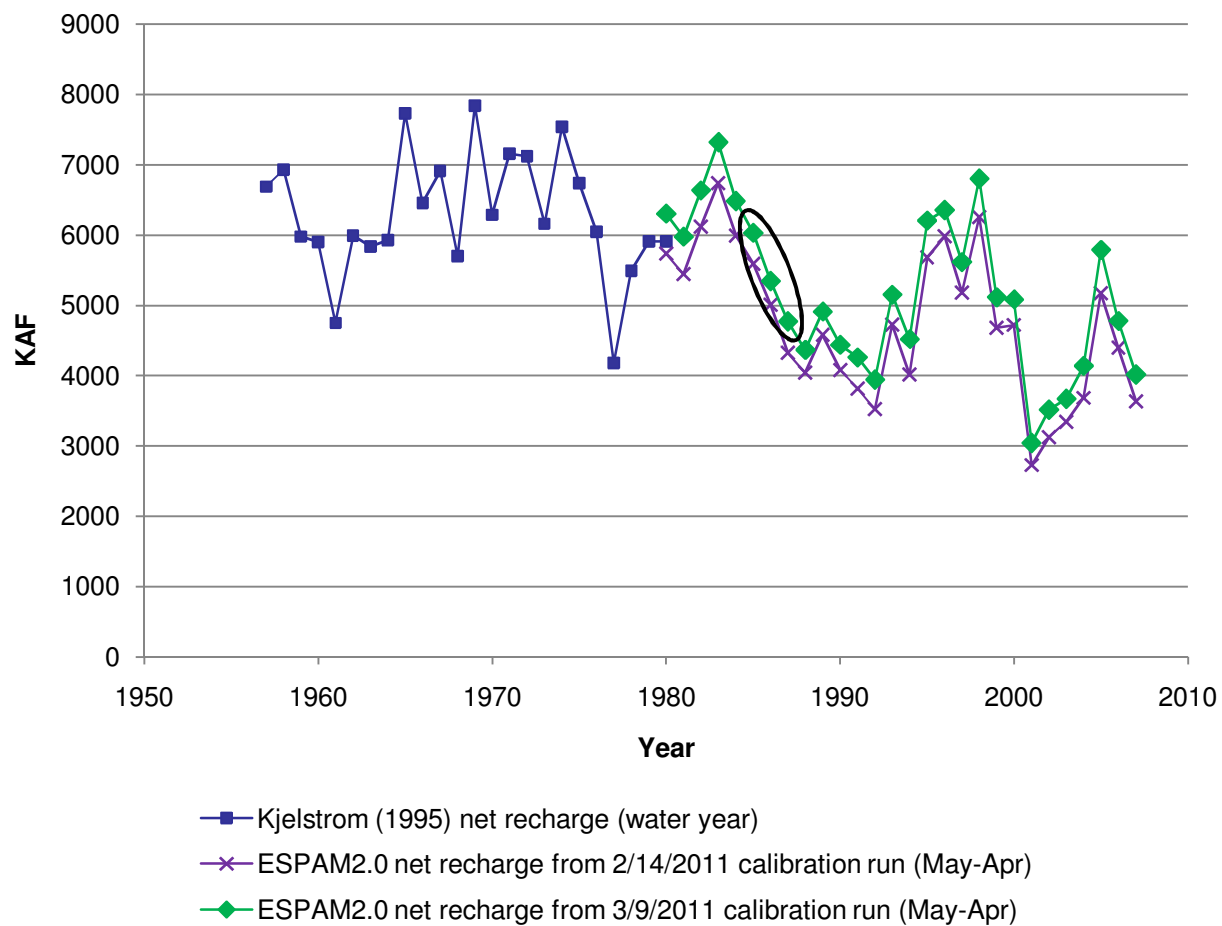 9000
8000
7000
6000
5000
4000
3000
2000
1000
0
KAF
1950 1960 1970 1980 1990 2000 2010
Year
Kjelstrom (1995) net recharge (water year)
ESPAM2.0 net recharge from 2/14/2011 calibration run (May-Apr)
ESPAM2.0 net recharge from 3/9/2011 calibration run (May-Apr)